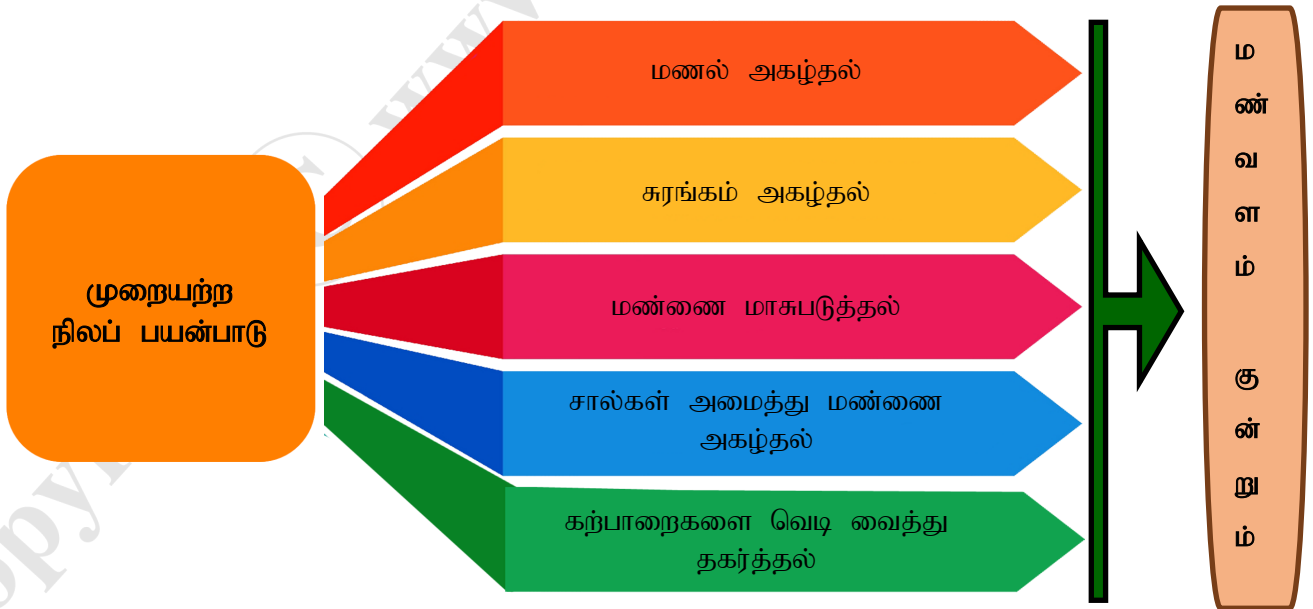 முறையற்ற
நிலப் பயன்பாடு
மணல் அகழ்தல்
சுரங்கம் அகழ்தல்
மண்ணை மாசுபடுத்தல்
சால்கள் அமைத்து மண்ணை
அகழ்தல்
கற்பாறைகளை வெடி வைத்து
தகர்த்தல்
ம
ண்
வ
ள
ம்
கு
ன்
று
ம்